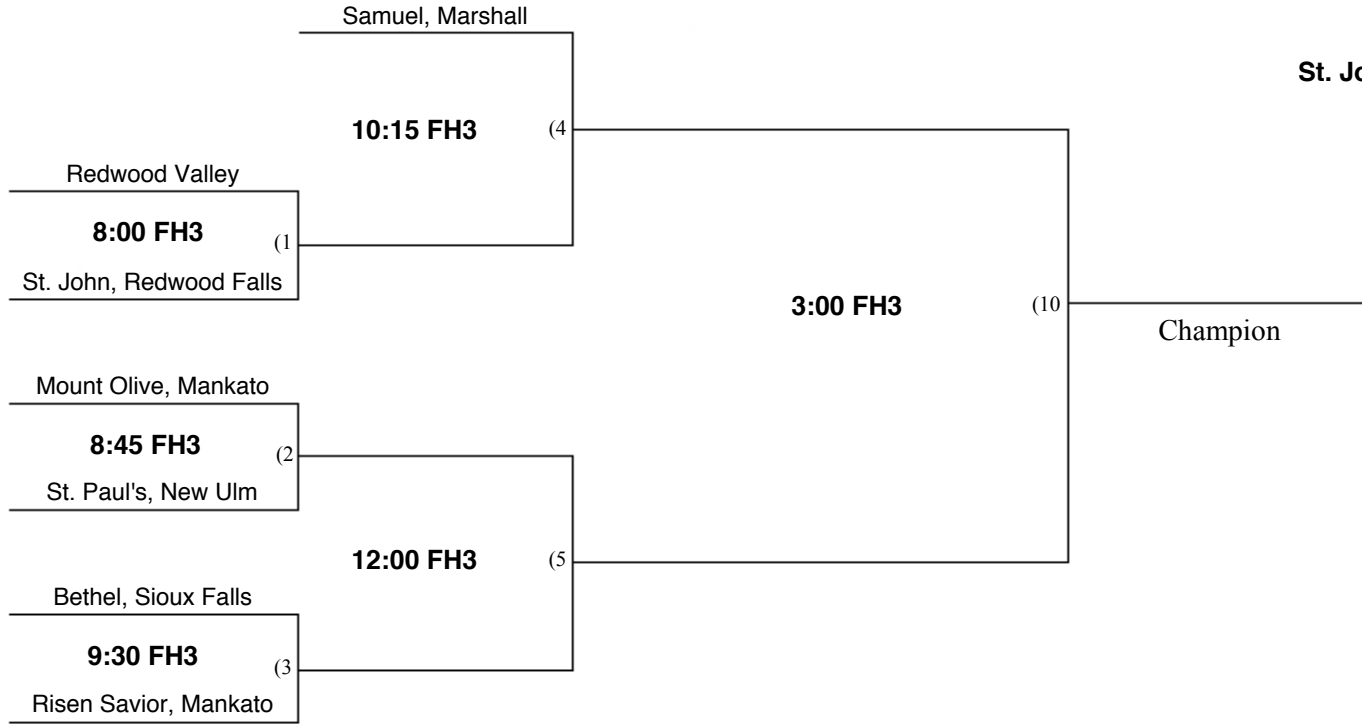 Samuel, Marshall
St. Jo
10:15 FH3
(4
Redwood Valley
8:00 FH3
(1
St. John, Redwood Falls
3:00 FH3
(10
Champion
Mount Olive, Mankato
8:45 FH3
(2
St. Paul's, New Ulm
12:00 FH3
(5
Bethel, Sioux Falls
9:30 FH3
(3
Risen Savior, Mankato